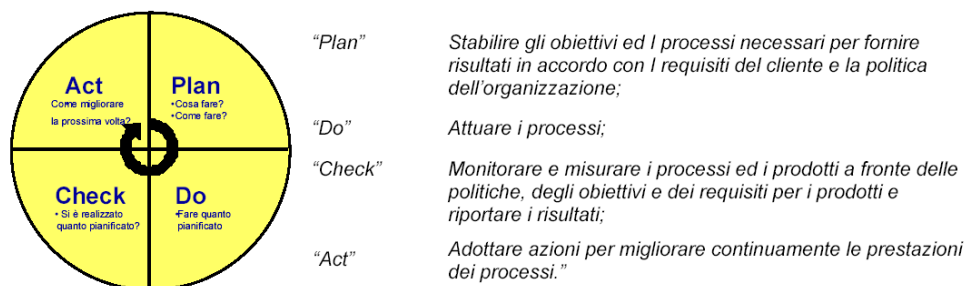 Act
Come migliorare
la prossima volta?
Plan
•Cosa fare?
•Come fare?
Check
• Si è realizzato
quanto pianificato?
Do
•Fare quanto
pianificato
“Plan”
Stabilire gli obiettivi ed I processi necessari per fornire
risultati in accordo con I requisiti del cliente e la politica
dell’organizzazione;
“Do”
Attuare i processi;
“Check”
Monitorare e misurare i processi ed i prodotti a fronte delle
politiche, degli obiettivi e dei requisiti per i prodotti e
riportare i risultati;
“Act”
Adottare azioni per migliorare continuamente le prestazioni
dei processi.”